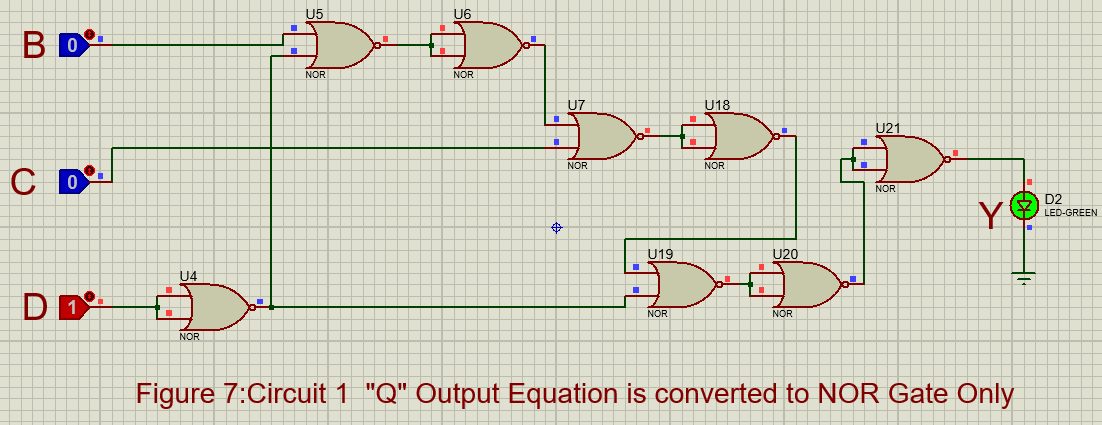 U5
U6
B
0
NOR
NOR
U7
U18
U21
C
0
NOR
NOR
NOR
Y
D2
LED-GREEN
U4
U19
U20
D
1
NOR
NOR
NOR
Figure 7:Circuit 1 "Q" Output Equation is converted to NOR Gate Only